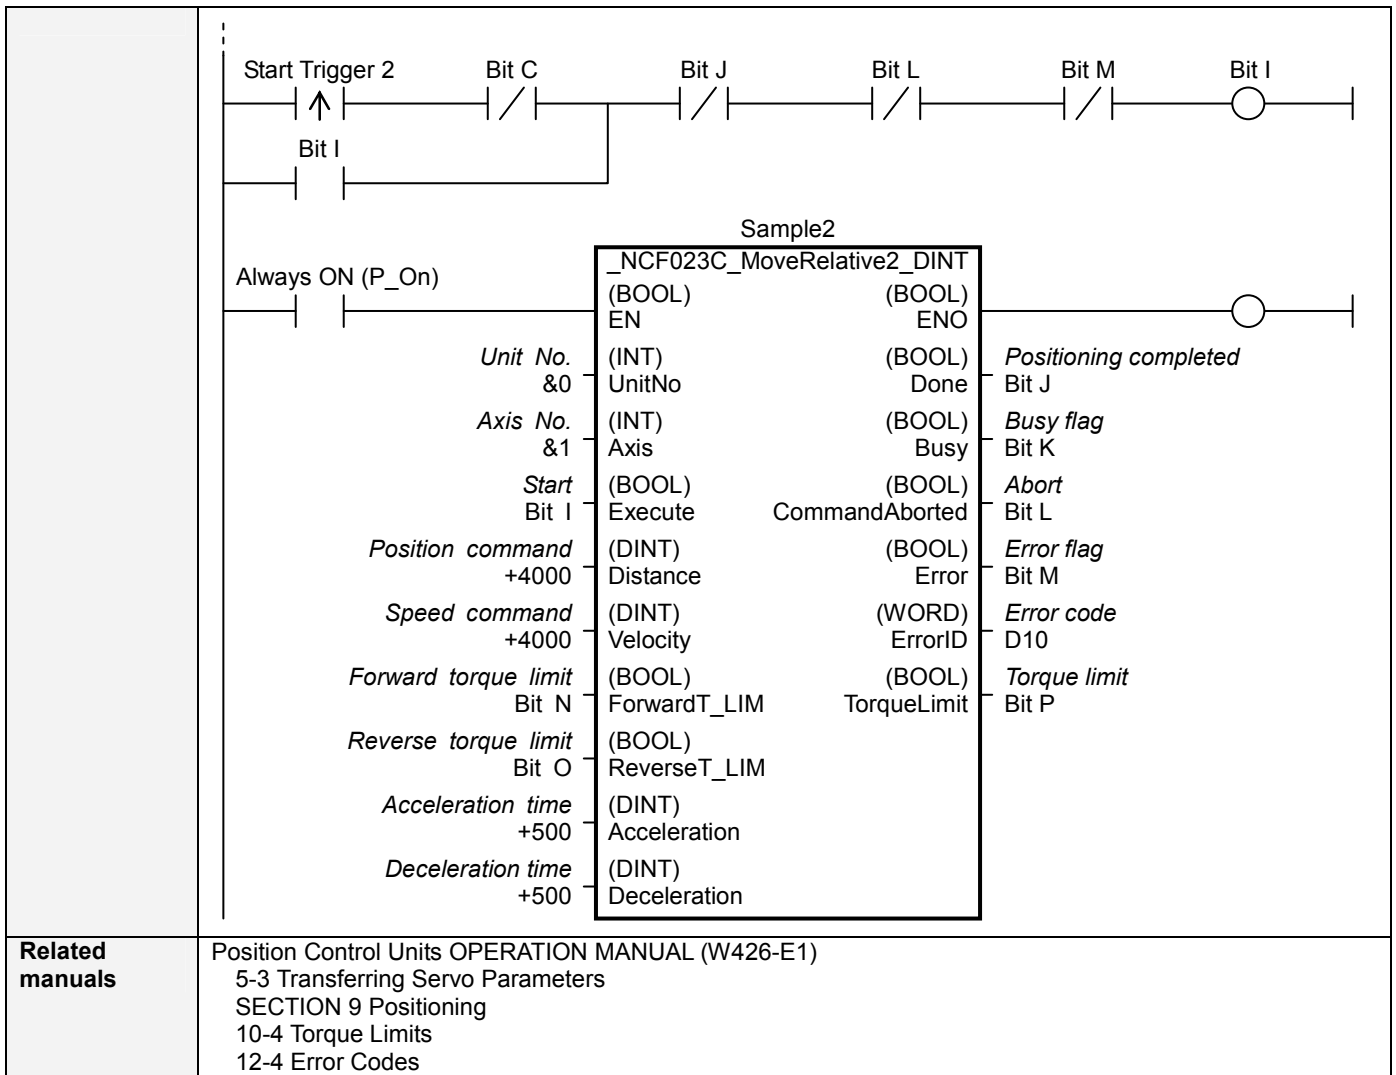 Start Trigger 2 Bit C Bit J Bit L Bit M Bit I
Bit I
Sample2
_NCF023C_MoveRelative2_DINT
Always ON (P_On)
(BOOL) (BOOL)
EN ENO
Unit No. (INT) (BOOL) Positioning completed
&0 UnitNo Done Bit J
Axis No. (INT) (BOOL) Busy flag
&1 Axis Busy Bit K
Start (BOOL) (BOOL) Abort
Bit I Execute CommandAborted Bit L
Position command (DINT) (BOOL) Error flag
+4000 Distance Error Bit M
Speed command (DINT) (WORD) Error code
+4000 Velocity ErrorID D10
Forward torque limit (BOOL) (BOOL) Torque limit
Bit N ForwardT_LIM TorqueLimit Bit P
Reverse torque limit (BOOL)
Bit O ReverseT_LIM
Acceleration time (DINT)
+500 Acceleration
Deceleration time (DINT)
+500 Deceleration
Related manuals Position Control Units OPERATION MANUAL (W426-E1)
5-3 Transferring Servo Parameters
SECTION 9 Positioning
10-4 Torque Limits
12-4 Error Codes